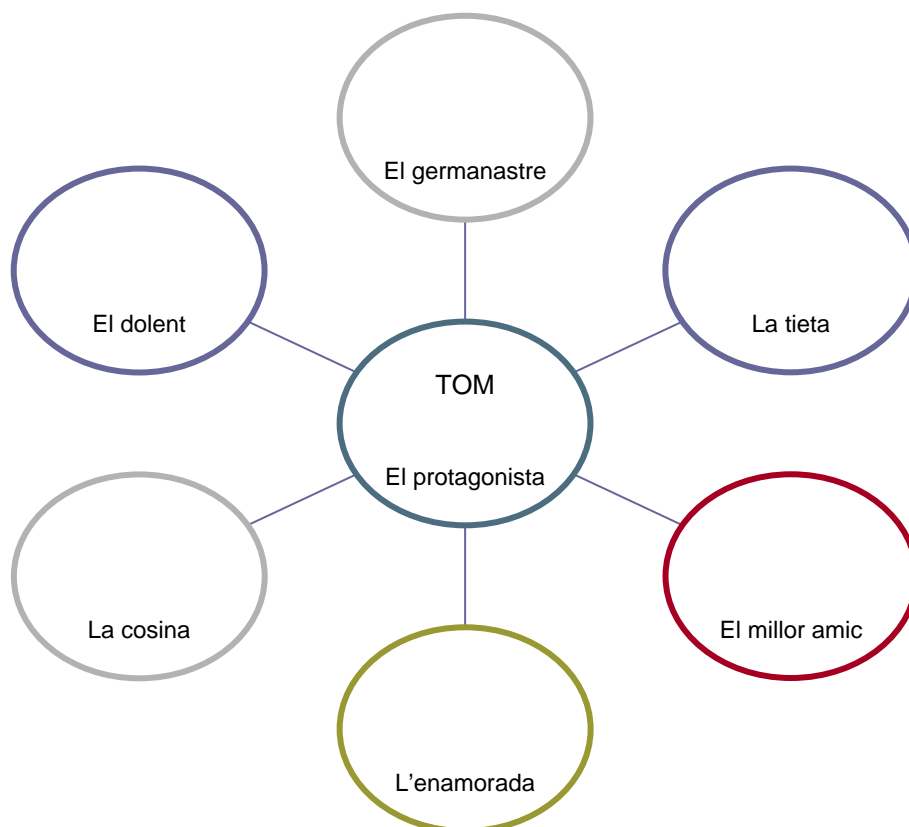 El germanastre
El dolent
La tieta
TOM
El protagonista
La cosina
El millor amic
L'enamorada